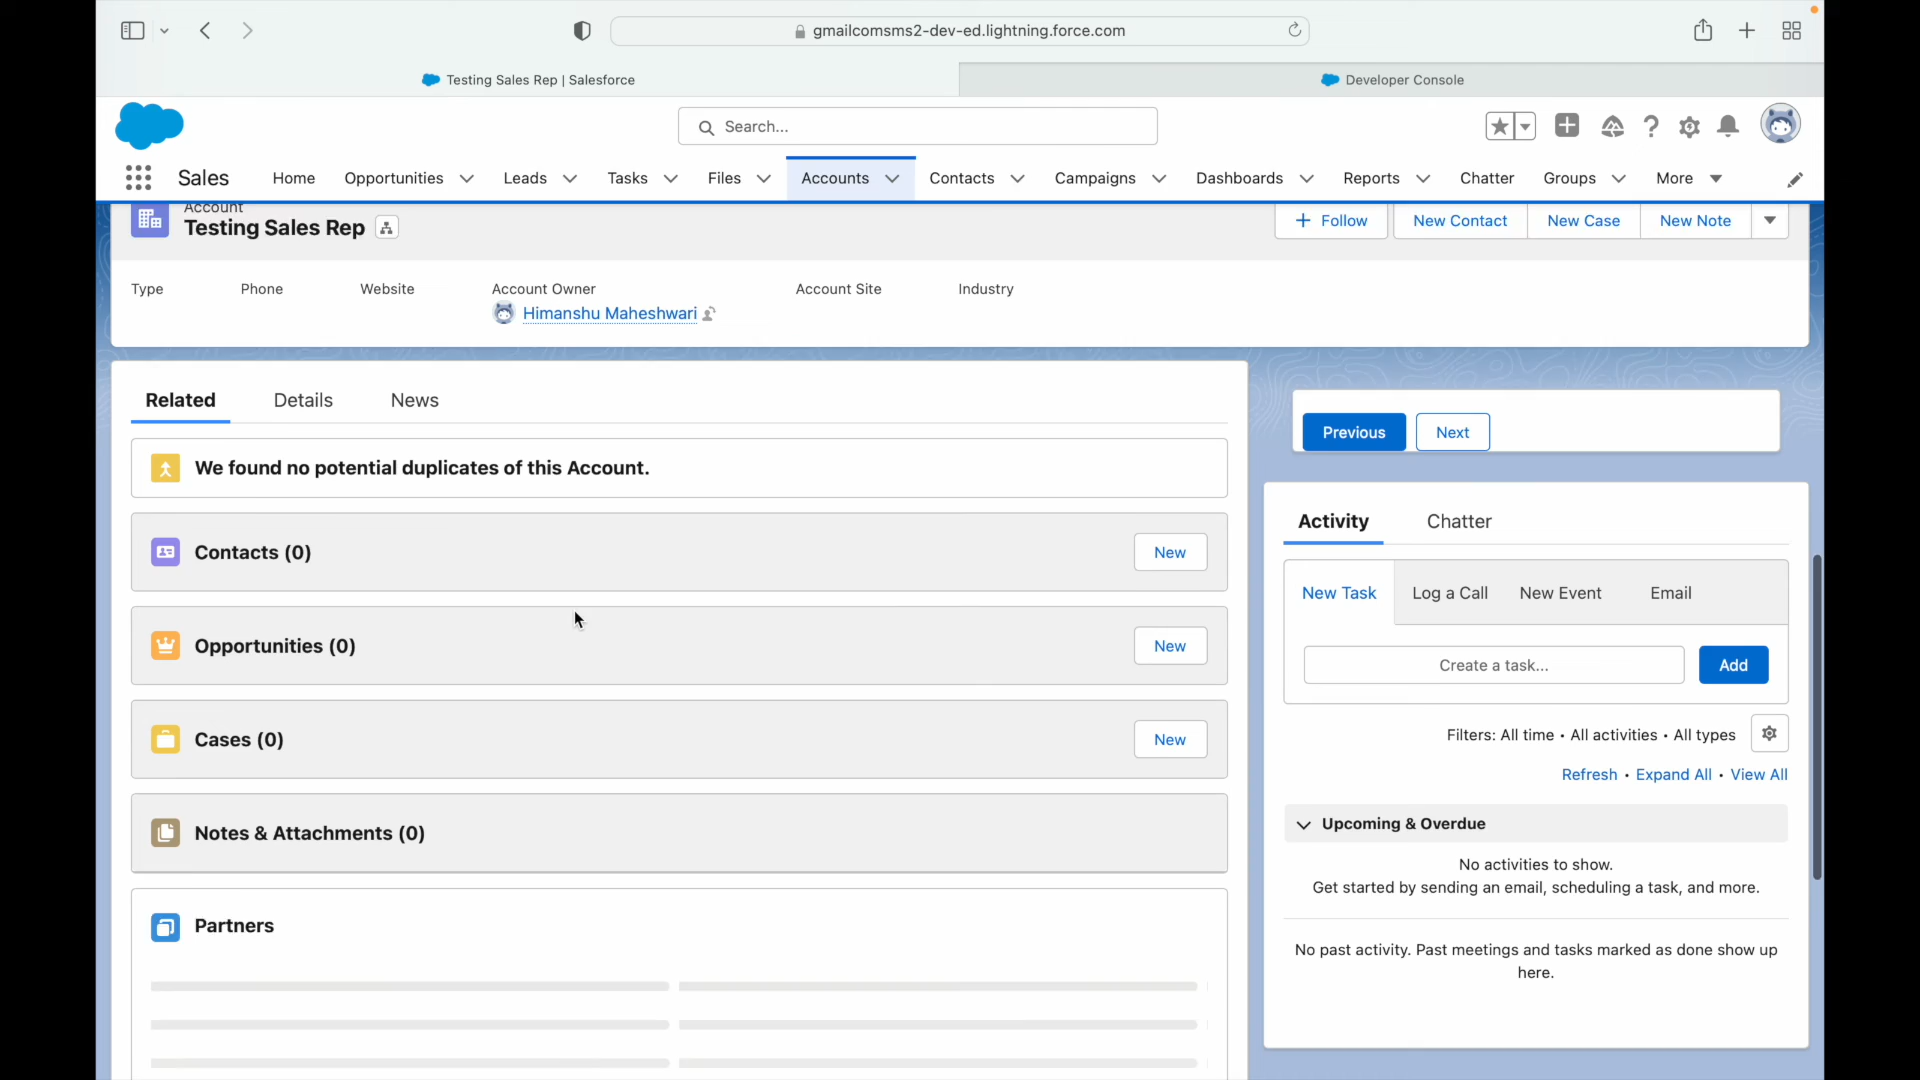 gmailcomsms2-dev-ed.lightning.force.com
Testing Sales Rep | Salesforce
Developer Console
Search...
Sales
Home
Opportunities
Leads
Tasks
Files
Accounts
Contacts
Campaigns
Dashboards
Reports
Chatter
Groups
More
Account
Testing Sales Rep
Follow
New Contact
New Case
New Note
Type
Phone
Website
Account Owner
Account Site
Industry
Himanshu Maheshwari
Related
Details
News
We found no potential duplicates of this Account.
Contacts (0)
New
Opportunities (0)
New
Cases (0)
New
Notes & Attachments (0)
Partners
Previous
Next
Activity
Chatter
New Task
Log a Call
New Event
Email
Create a task...
Add
Filters: All time • All activities • All types
Refresh • Expand All • View All
Upcoming & Overdue
No activities to show.
Get started by sending an email, scheduling a task, and more.
No past activity. Past meetings and tasks marked as done show up
here.